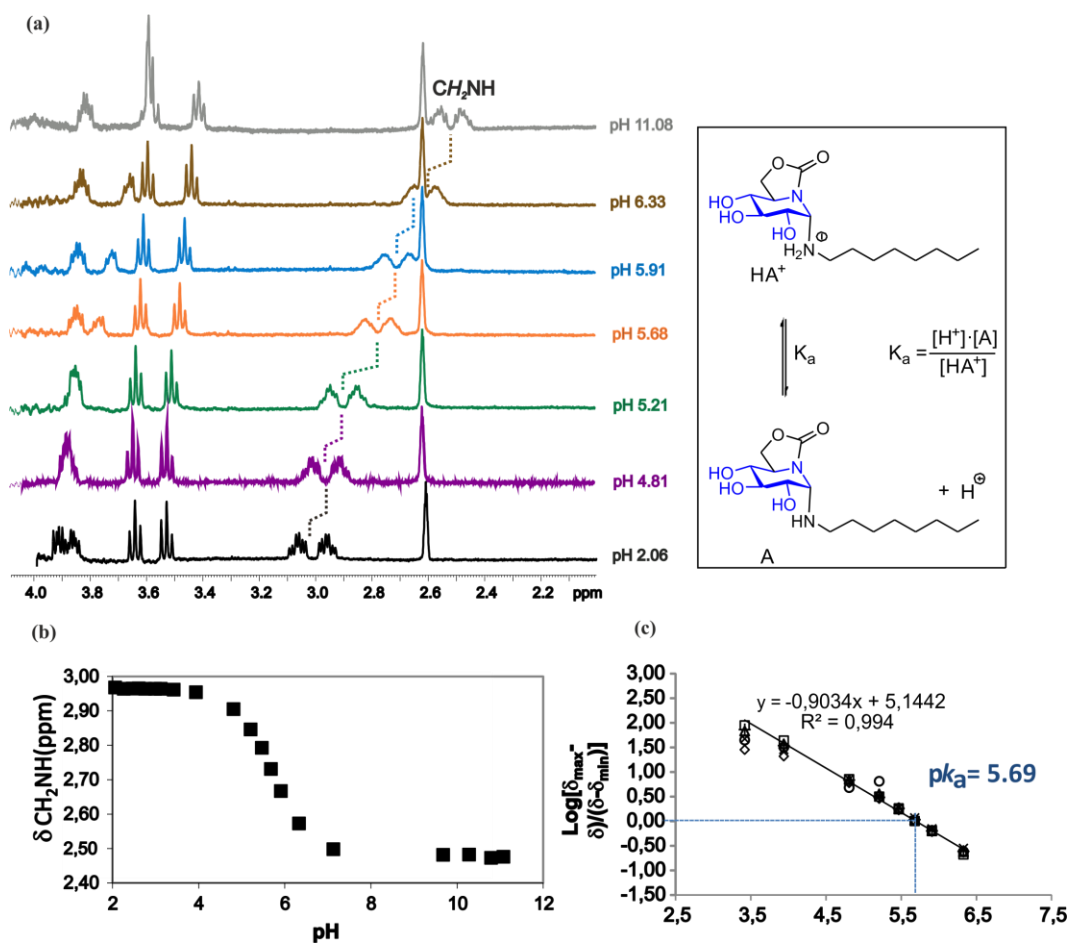 (a)
CH₂NH
pH 11.08
pH 6.33
pH 5.91
pH 5.68
pH 5.21
pH 4.81
pH 2.06
4.0 3.8 3.6 3.4 3.2 3.0 2.8 2.6 2.4 2.2 ppm
O
O
N
HO
HO
OH
H₂N
⊕
HA⁺
Kₐ
Kₐ = [H⁺]·[A]
[HA⁺]
O
O
N
HO
HO
OH
HN
+ H⊕
A
(b)
δ CH₂NH(ppm)
3,00
2,90
2,80
2,70
2,60
2,50
2,40
2 4 6 8 10 12
pH
(c)
Log[δmax-
δ)/(δ-δmin)]
3,00
2,50
2,00
1,50
1,00
0,50
0,00
-0,50
-1,00
-1,50
y = -0,9034x + 5,1442
R² = 0,994
pka = 5.69
2,5 3,5 4,5 5,5 6,5 7,5